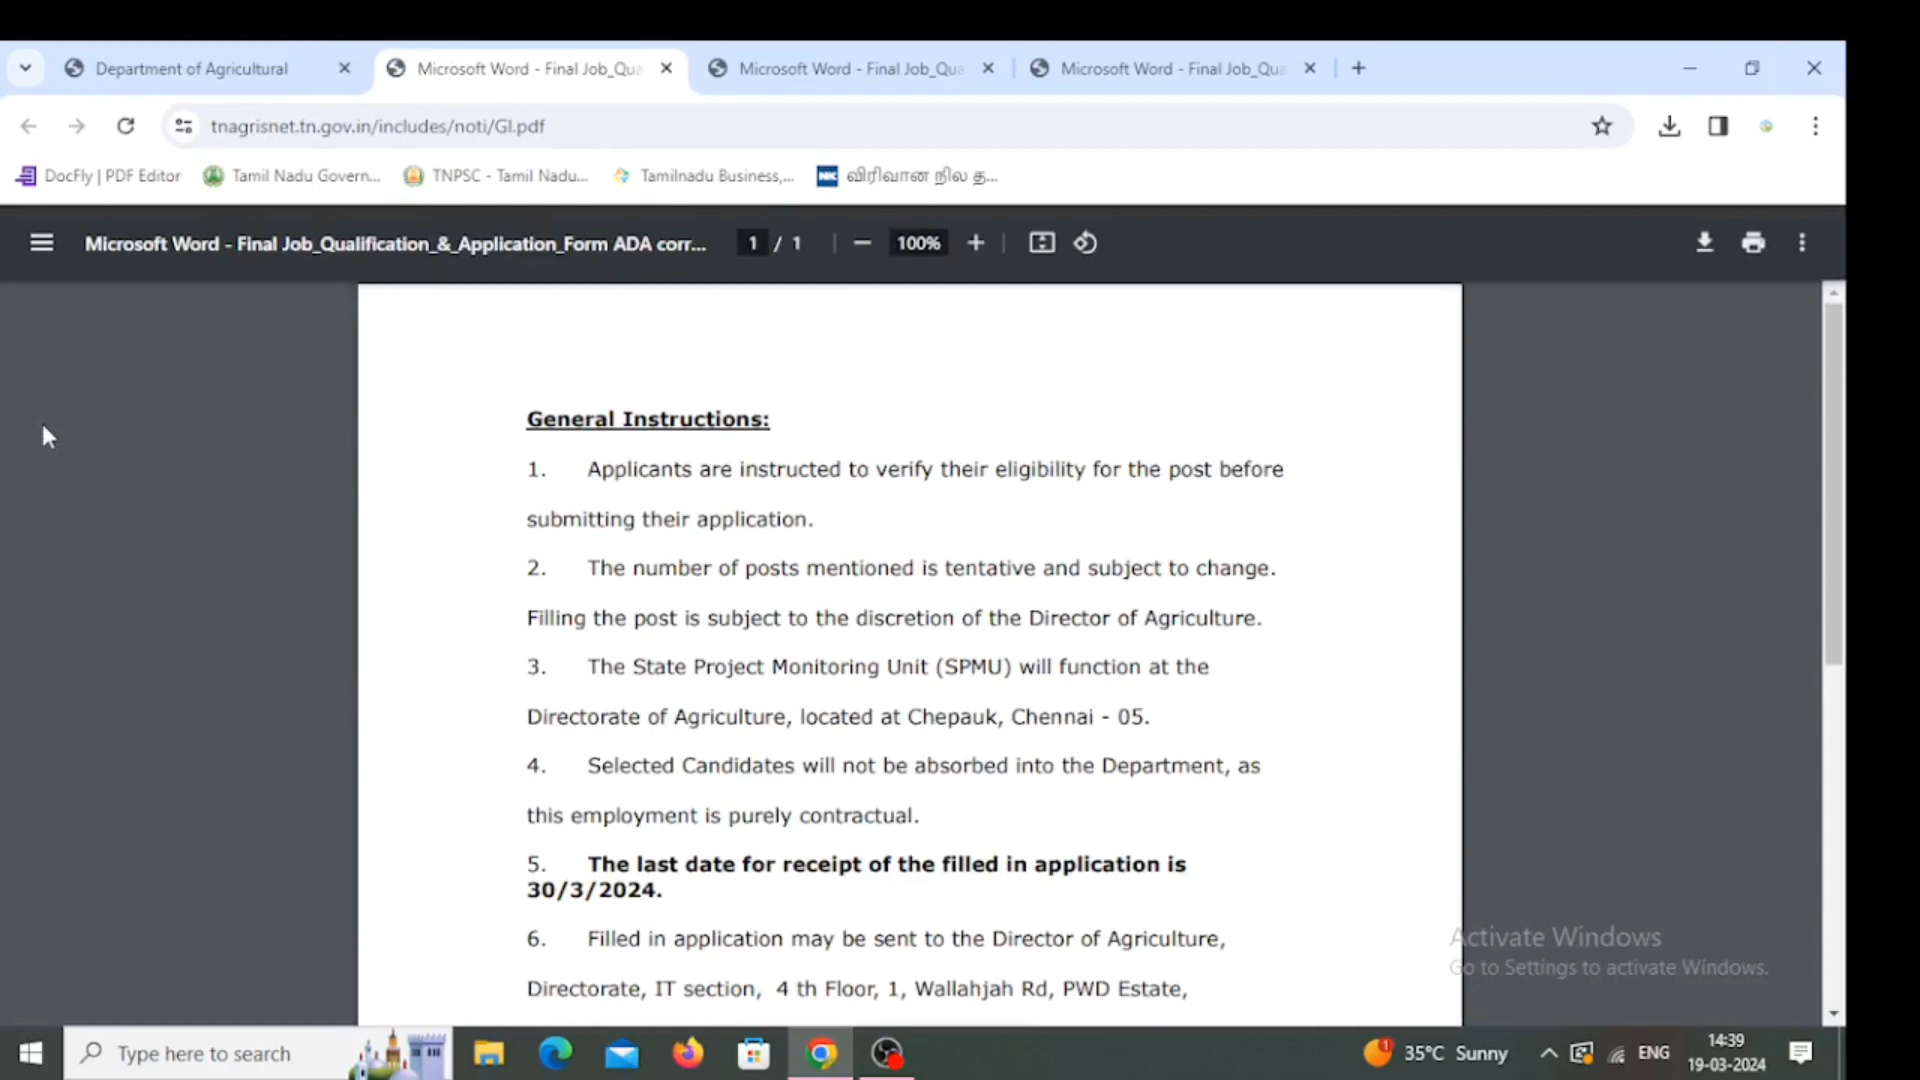 Department of Agricultural
Microsoft Word - Final Job_Qua
Microsoft Word - Final Job_Qua
Microsoft Word - Final Job_Qua
tnagrisnet.tn.gov.in/includes/noti/GI.pdf
DocFly | PDF Editor
Tamil Nadu Govern...
TNPSC - Tamil Nadu...
Tamilnadu Business,...
விரிவான நில த...
Microsoft Word - Final Job_Qualification_&_Application_Form ADA corr...
1 / 1
100%
General Instructions:
1. Applicants are instructed to verify their eligibility for the post before
submitting their application.
2. The number of posts mentioned is tentative and subject to change.
Filling the post is subject to the discretion of the Director of Agriculture.
3. The State Project Monitoring Unit (SPMU) will function at the
Directorate of Agriculture, located at Chepauk, Chennai - 05.
4. Selected Candidates will not be absorbed into the Department, as
this employment is purely contractual.
5. The last date for receipt of the filled in application is
30/3/2024.
6. Filled in application may be sent to the Director of Agriculture,
Directorate, IT section, 4 th Floor, 1, Wallahjah Rd, PWD Estate,
Activate Windows
Go to Settings to activate Windows.
Type here to search
35°C Sunny
ENG
14:39
19-03-2024